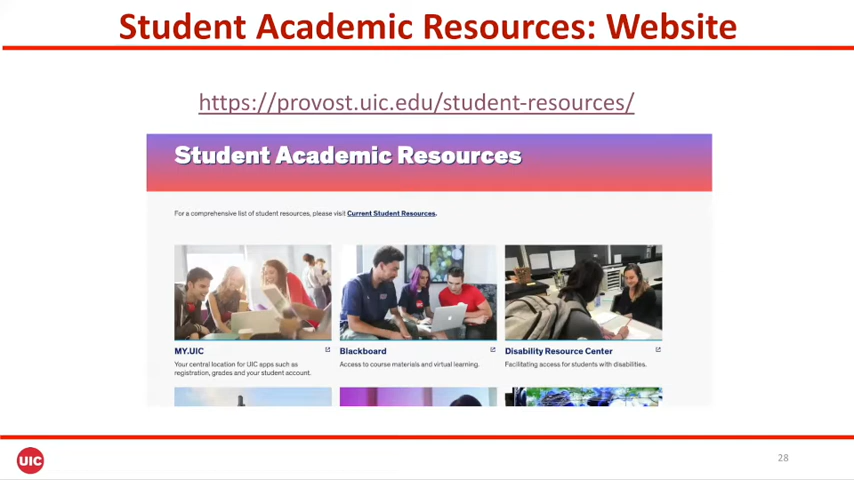 Student Academic Resources: Website
https://provost.uic.edu/student-resources/
Student Academic Resources
For a comprehensive list of student resources, please visit Current Student Resources.
MY.UIC
Your central location for UIC apps such as
registration, grades and your student account.
Blackboard
Access to course materials and virtual learning.
Disability Resource Center
Facilitating access for students with disabilities.
UIC
28